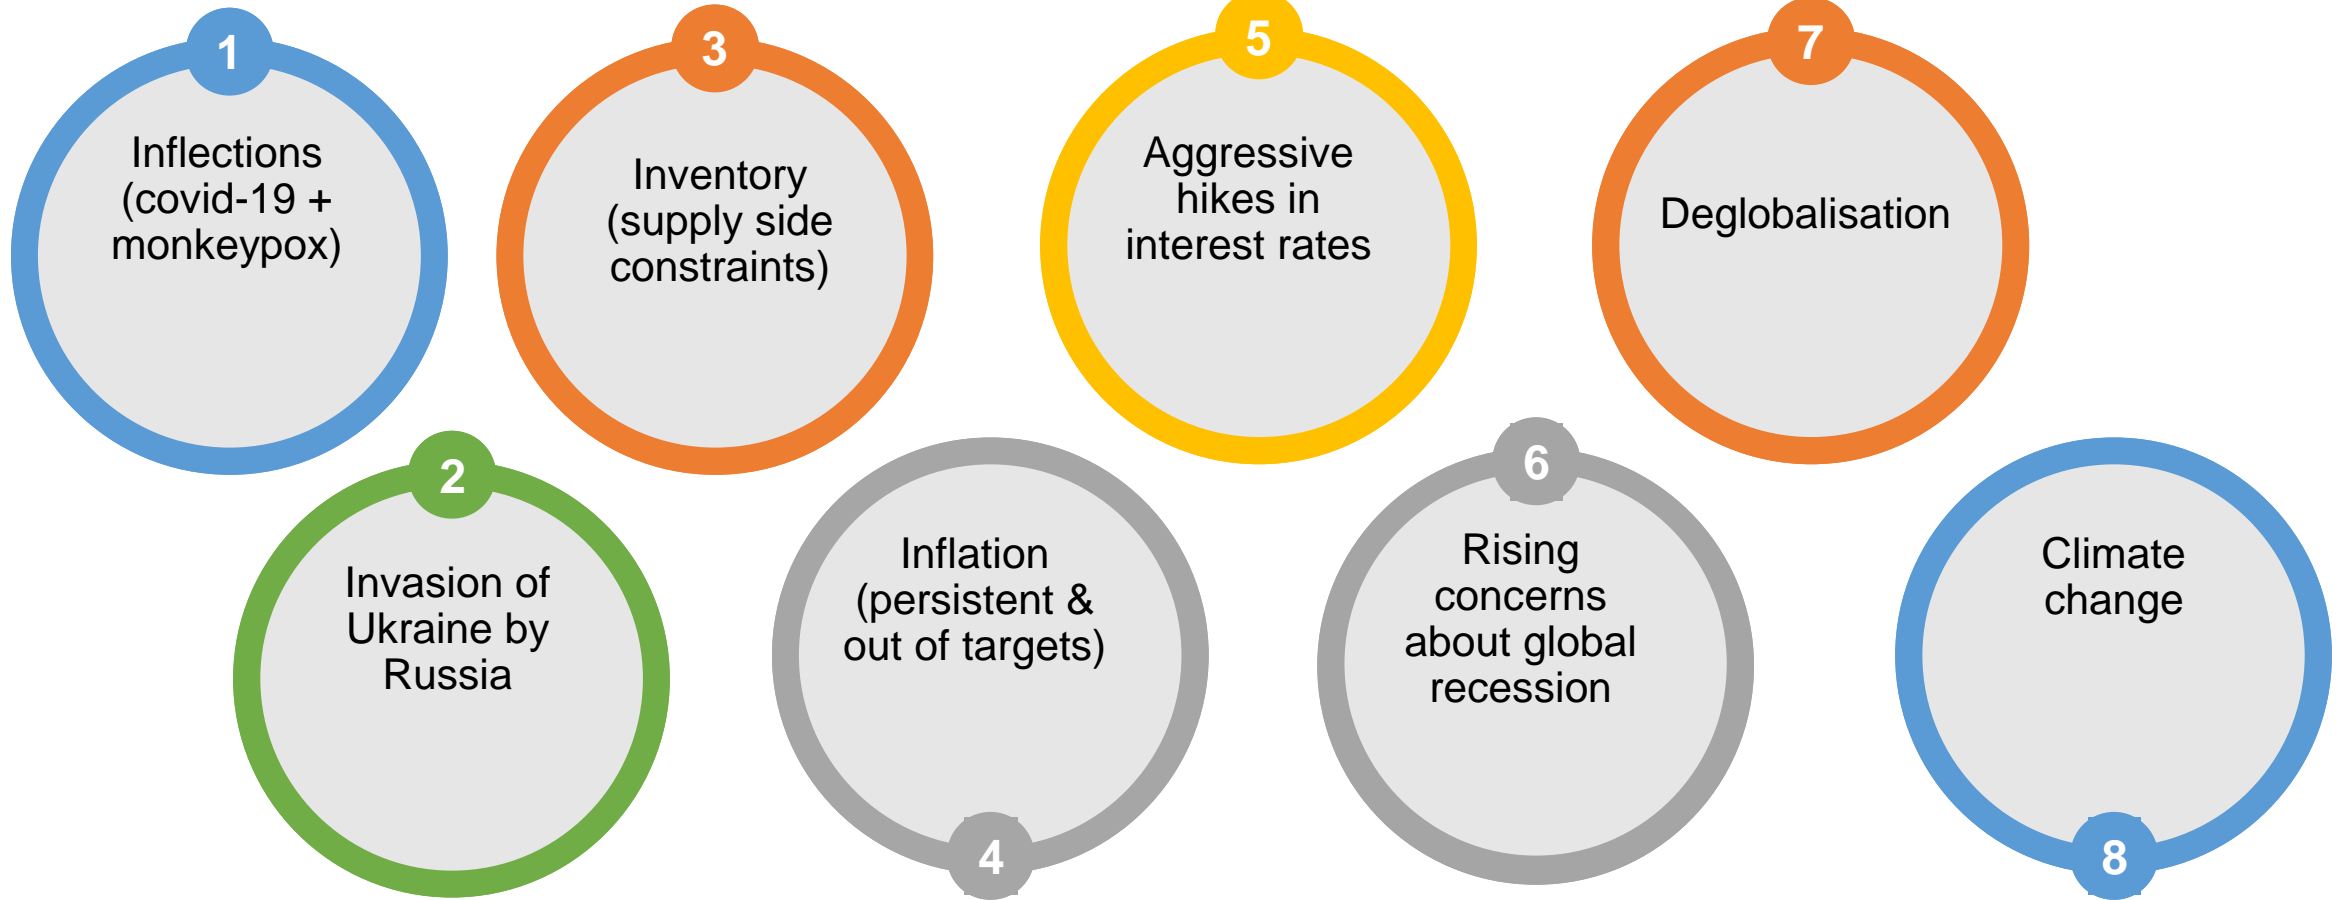 1
Inflections
(covid-19 +
monkeypox)
2
Invasion of
Ukraine by
Russia
3
Inventory
(supply side
constraints)
4
Inflation
(persistent &
out of targets)
5
Aggressive
hikes in
interest rates
6
Rising
concerns
about global
recession
7
Deglobalisation
8
Climate
change